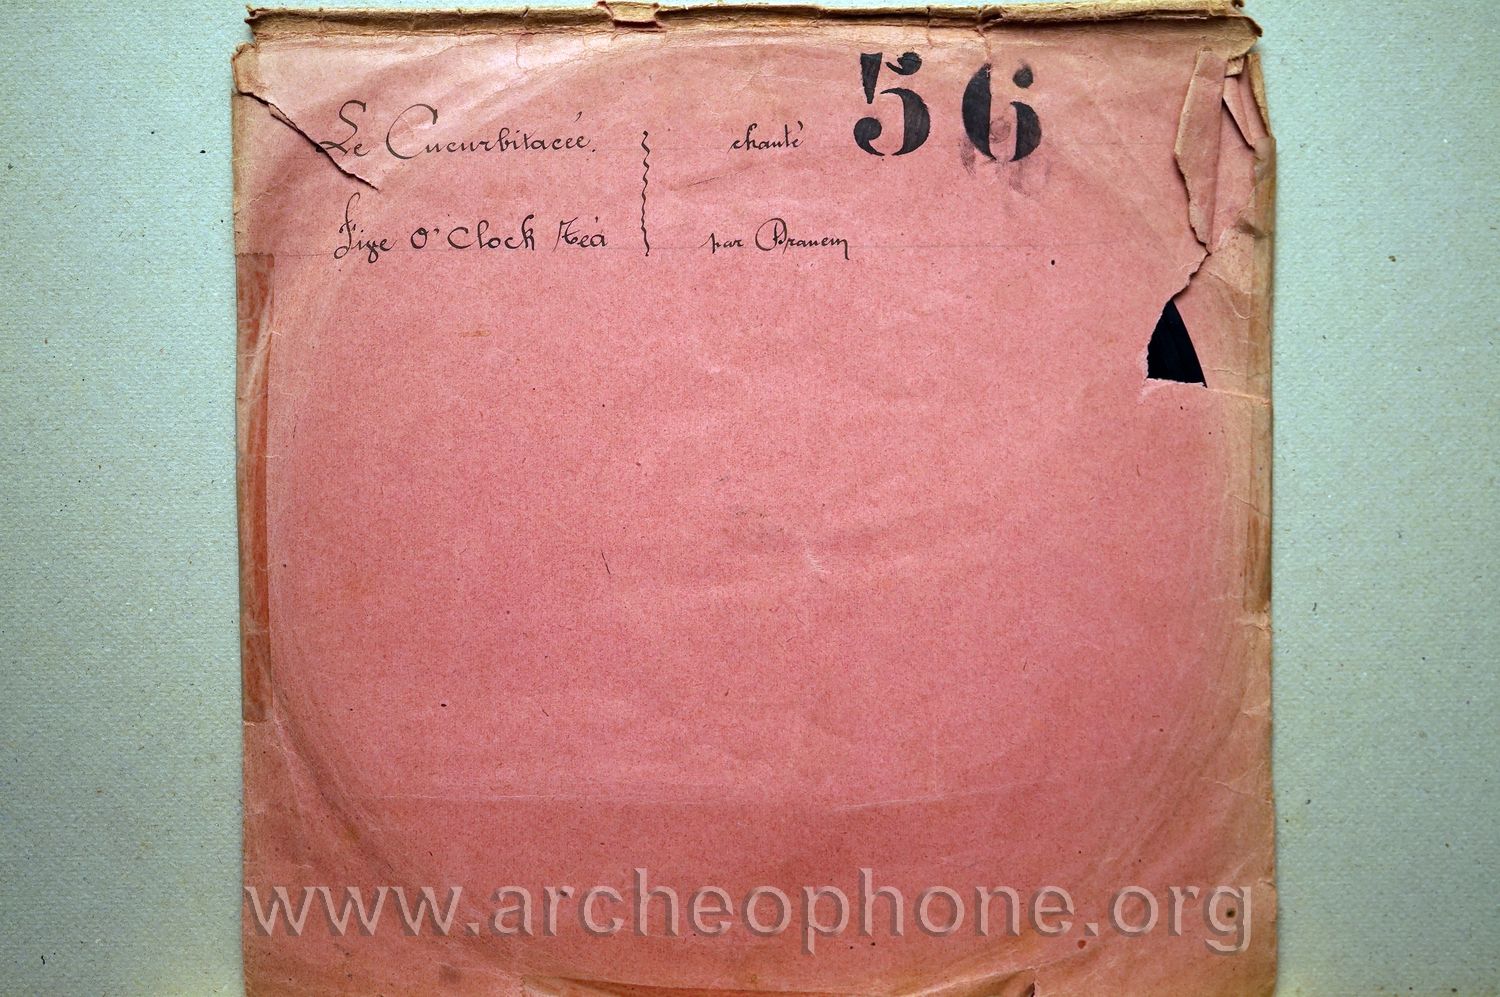 56
Le Cucurbitacée. chanté
Five O'Clock Téa par Dranem
www.archeophone.org